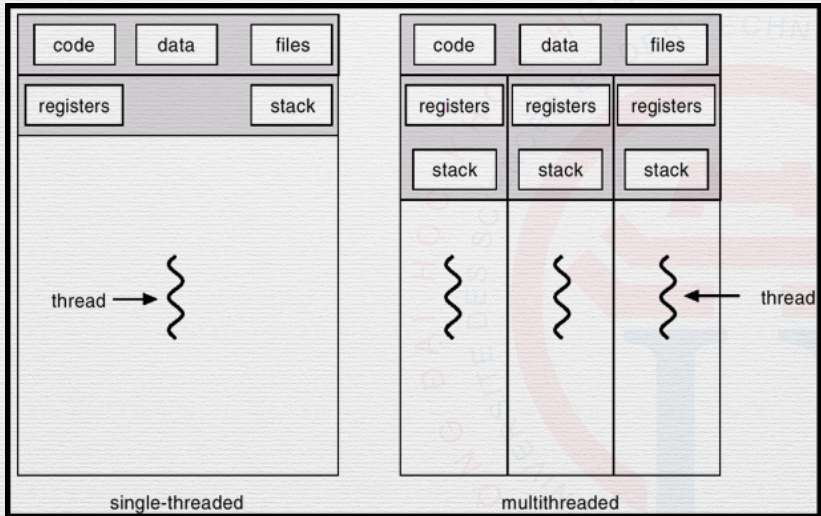 code data files
registers stack
thread
single-threaded
code data files
registers registers registers
stack stack stack
thread
multithreaded